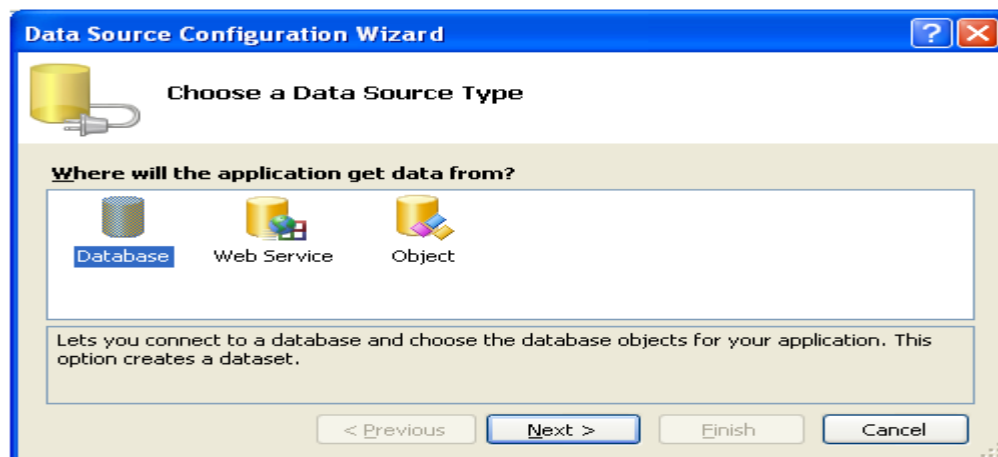 Data Source Configuration Wizard
Choose a Data Source Type
Where will the application get data from?
Database Web Service Object
Lets you connect to a database and choose the database objects for your application. This
option creates a dataset.
< Previous Next > Finish Cancel